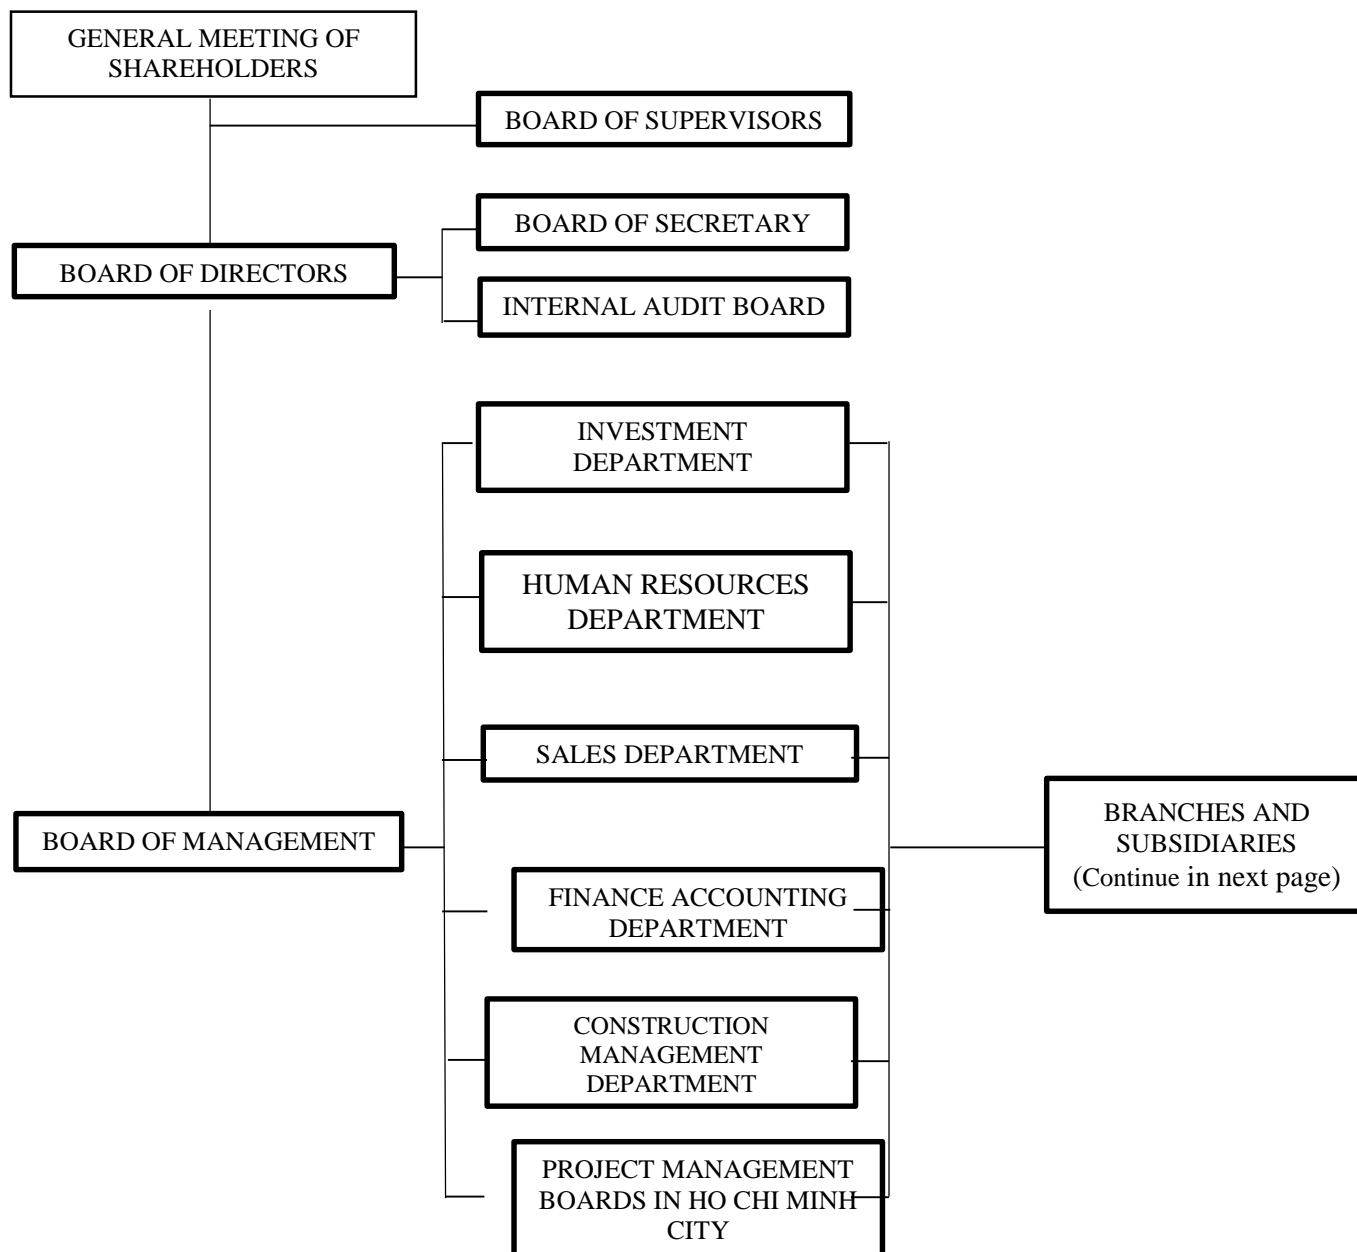 GENERAL MEETING OF
SHAREHOLDERS
BOARD OF SUPERVISORS
BOARD OF SECRETARY
BOARD OF DIRECTORS
INTERNAL AUDIT BOARD
INVESTMENT
DEPARTMENT
HUMAN RESOURCES
DEPARTMENT
SALES DEPARTMENT
BOARD OF MANAGEMENT
BRANCHES AND
SUBSIDIARIES
(Continue in next page)
FINANCE ACCOUNTING
DEPARTMENT
CONSTRUCTION
MANAGEMENT
DEPARTMENT
PROJECT MANAGEMENT
BOARDS IN HO CHI MINH
CITY